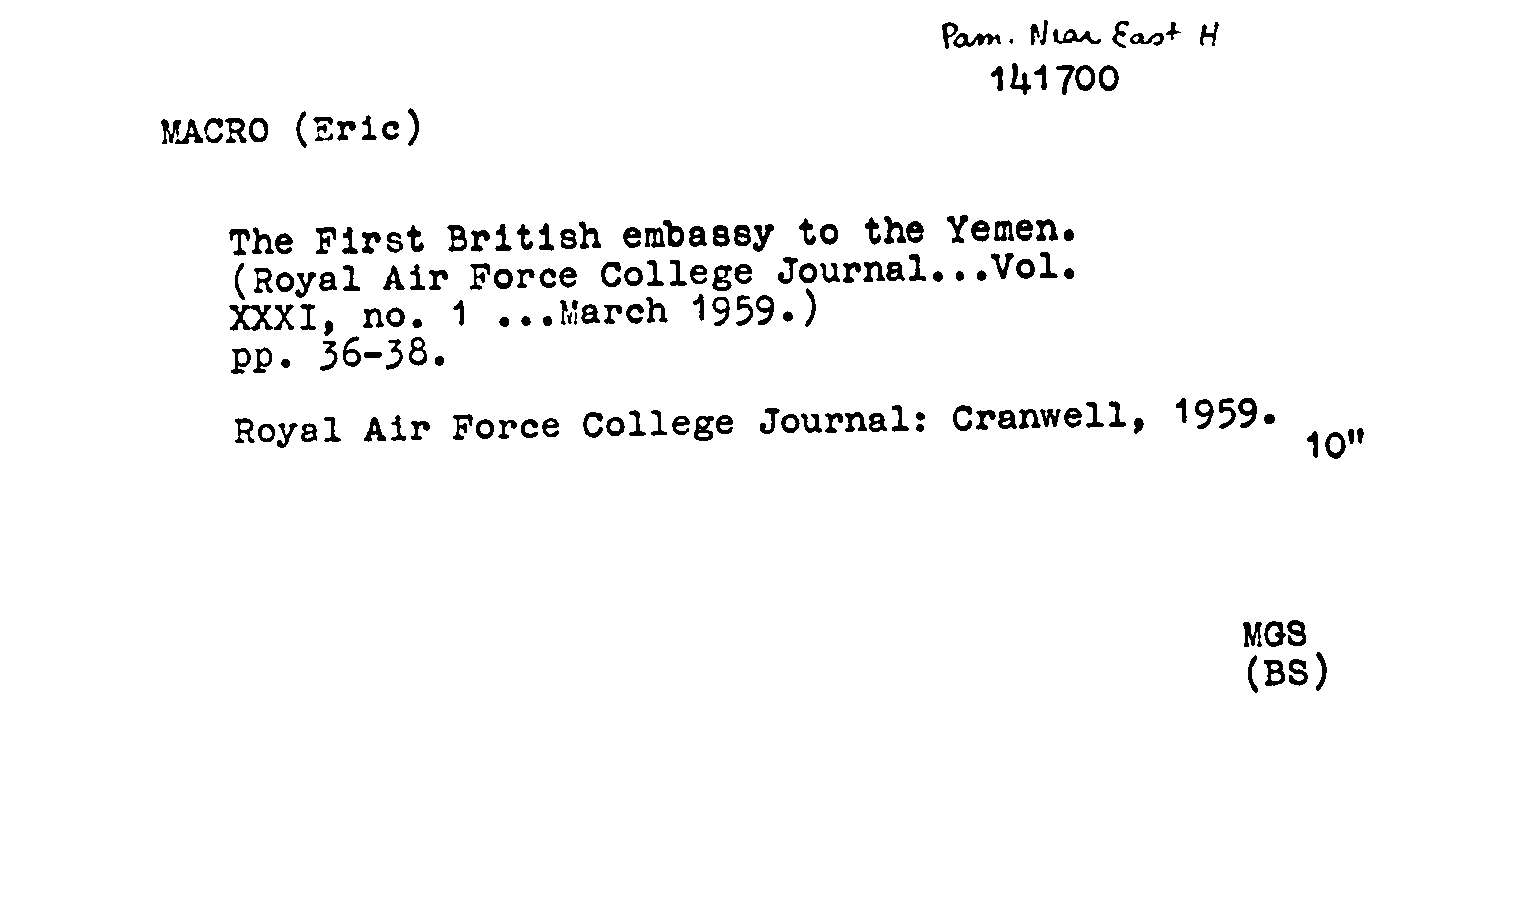 Pam. Near East H
141700
MACRO (Eric)
The First British embassy to the Yemen.
(Royal Air Force College Journal...Vol.
XXXI, no. 1 ...March 1959.)
pp. 36-38.
Royal Air Force College Journal: Cranwell, 1959.
10"
MGS
(BS)